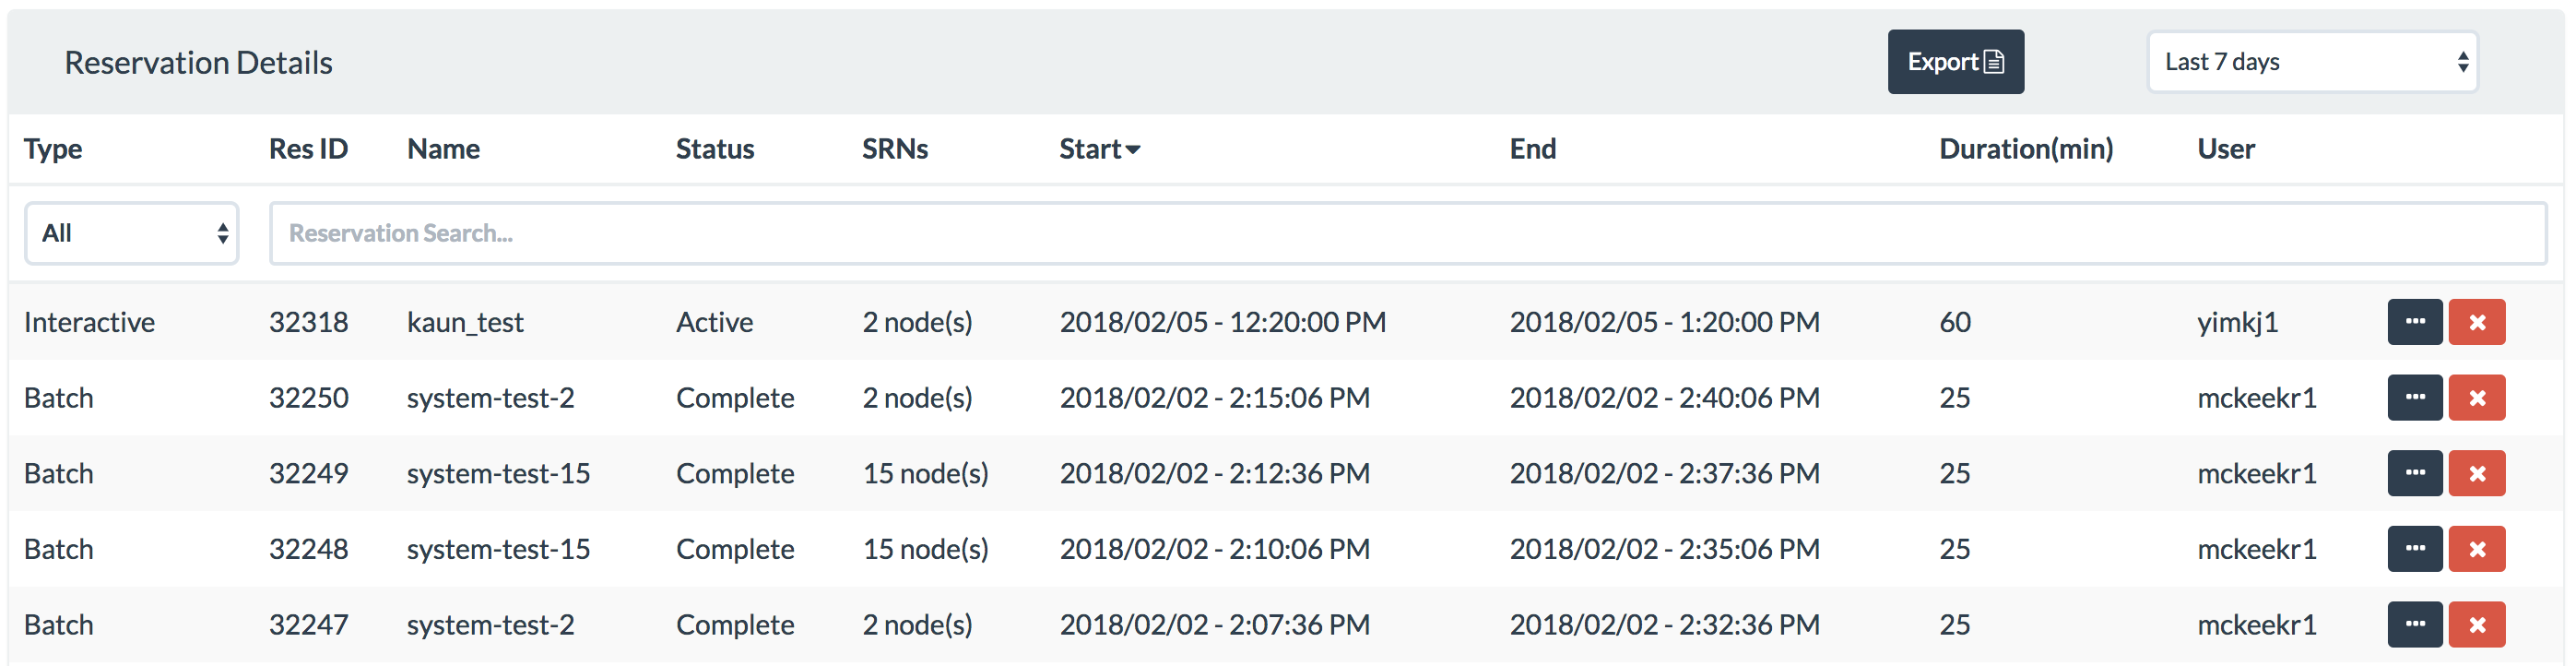 Reservation Details Export Last 7 days
Type Res ID Name Status SRNs Start End Duration(min) User
All Reservation Search...
Interactive 32318 kaun_test Active 2 node(s) 2018/02/05 - 12:20:00 PM 2018/02/05 - 1:20:00 PM 60 yimkj1
Batch 32250 system-test-2 Complete 2 node(s) 2018/02/02 - 2:15:06 PM 2018/02/02 - 2:40:06 PM 25 mckeekr1
Batch 32249 system-test-15 Complete 15 node(s) 2018/02/02 - 2:12:36 PM 2018/02/02 - 2:37:36 PM 25 mckeekr1
Batch 32248 system-test-15 Complete 15 node(s) 2018/02/02 - 2:10:06 PM 2018/02/02 - 2:35:06 PM 25 mckeekr1
Batch 32247 system-test-2 Complete 2 node(s) 2018/02/02 - 2:07:36 PM 2018/02/02 - 2:32:36 PM 25 mckeekr1